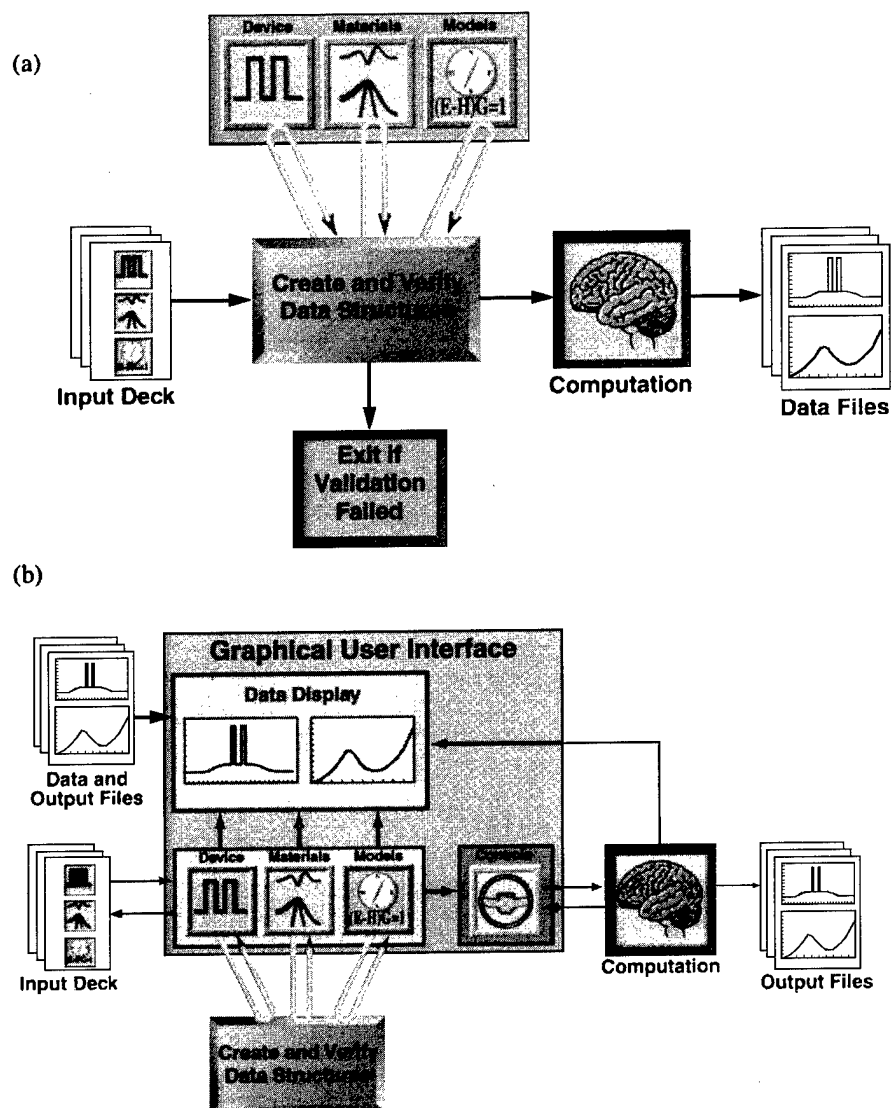 (a)
Device Materials Models
(E-H)G=1
Create and Verify
Data Structures
Input Deck
Computation
Data Files
Exit if
Validation
Failed
(b)
Graphical User Interface
Data Display
Data and
Output Files
Device Materials Models
(E-H)G=1
Input Deck
Computation
Output Files
Create and Verify
Data Structures